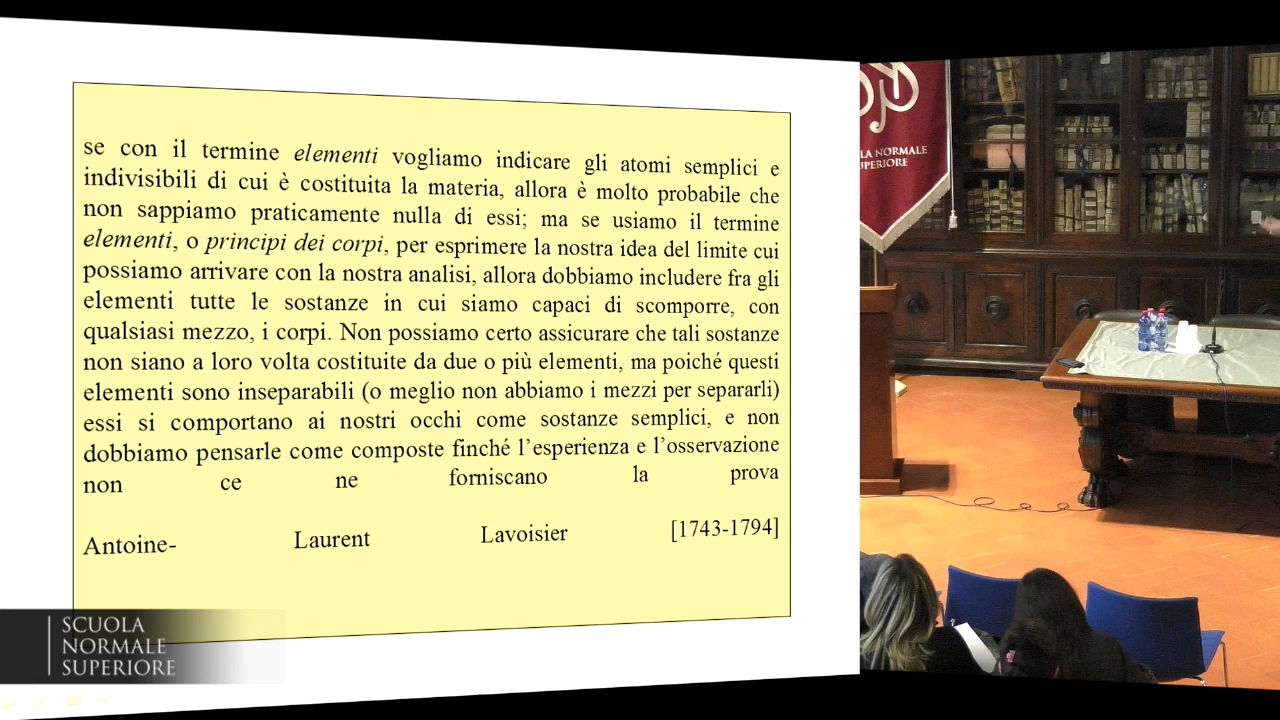 se con il termine elementi vogliamo indicare gli atomi semplici e
indivisibili di cui è costituita la materia, allora è molto probabile che
non sappiamo praticamente nulla di essi; ma se usiamo il termine
elementi, o principi dei corpi, per esprimere la nostra idea del limite cui
possiamo arrivare con la nostra analisi, allora dobbiamo includere fra gli
elementi tutte le sostanze in cui siamo capaci di scomporre, con
qualsiasi mezzo, i corpi. Non possiamo certo assicurare che tali sostanze
non siano a loro volta costituite da due o più elementi, ma poiché questi
elementi sono inseparabili (o meglio non abbiamo i mezzi per separarli)
essi si comportano ai nostri occhi come sostanze semplici, e non
dobbiamo pensarle come composte finché l'esperienza e l'osservazione
non ce ne forniscano la prova
Antoine- Laurent Lavoisier [1743-1794]
SCUOLA
NORMALE
SUPERIORE
LA NORMALE
UPERIORE